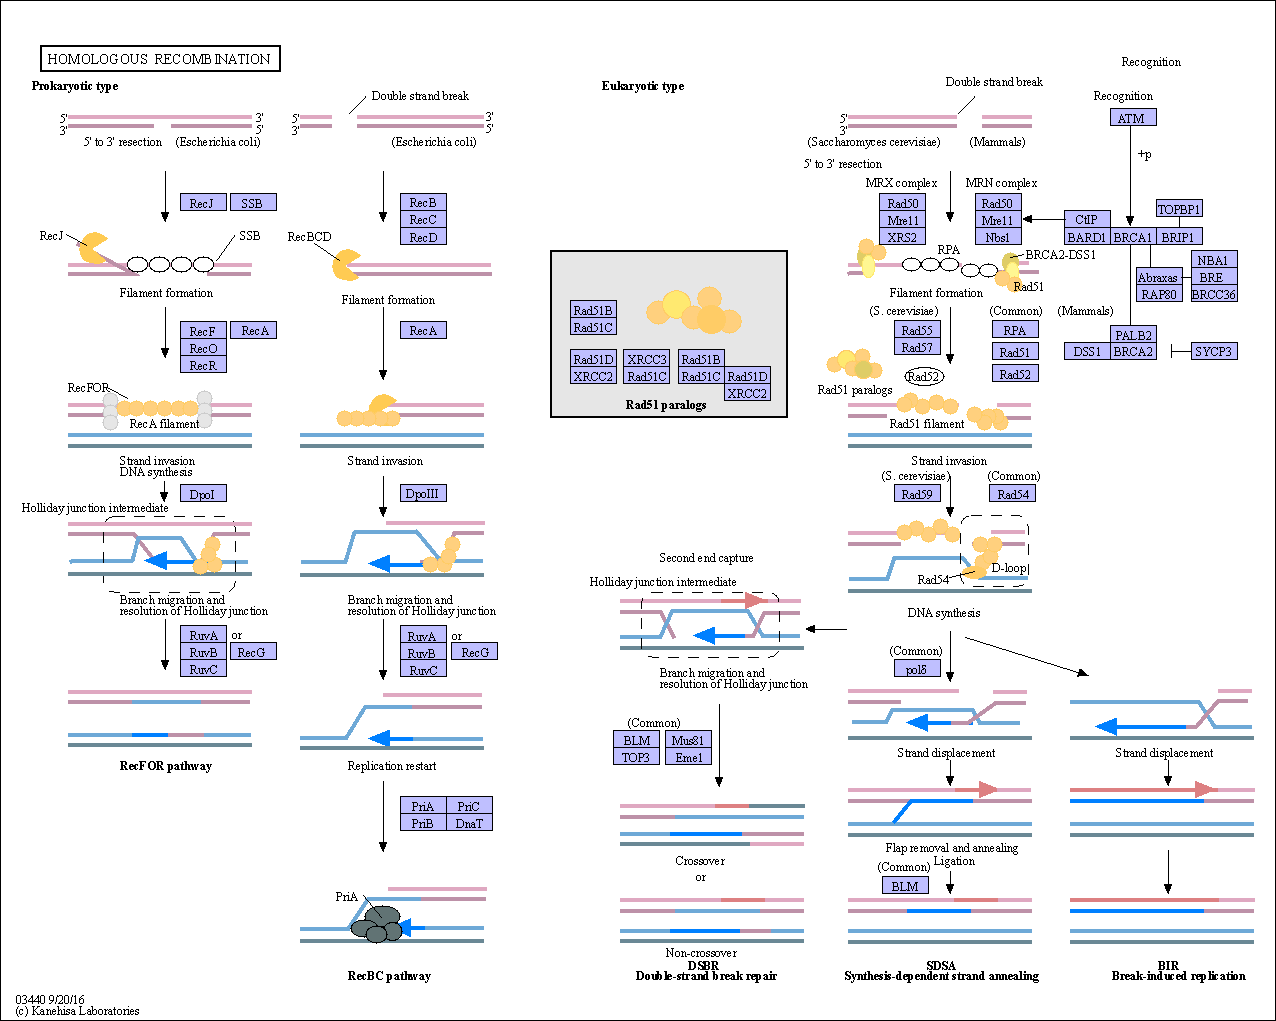 HOMOLOGOUS RECOMBINATION
Prokaryotic type
Double strand break
5'
3'
3'
5'
5' to 3' resection
(Escherichia coli)
3'
3'
5'
(Escherichia coli)
RecJ
SSB
RecB
RecC
RecD
RecJ
SSB
RecBCD
Filament formation
Filament formation
RecF
RecA
RecO
RecR
RecA
RecFOR
RecA filament
Strand invasion
DNA synthesis
Strand invasion
DpoI
DpoIII
Holliday junction intermediate
Branch migration and
resolution of Holliday junction
Branch migration and
resolution of Holliday junction
RuvA
or
RuvB
RecG
RuvC
RuvA
or
RuvB
RecG
RuvC
RecFOR pathway
Replication restart
PriA
PriC
PriB
DnaT
PriA
RecBC pathway
Eukaryotic type
Double strand break
5'
3'
(Saccharomyces cerevisiae)
(Mammals)
5' to 3' resection
MRX complex
MRN complex
Rad50
Mre11
XRS2
Rad50
Mre11
Nbs1
Recognition
Recognition
ATM
+p
TOPBP1
CtIP
BARD1
BRCA1
BRIP1
NBA1
Abraxas
BRE
RAP80
BRCC36
(Mammals)
PALB2
DSS1
BRCA2
SYCP3
RPA
BRCA2-DSS1
Rad51
Filament formation
(S. cerevisiae)
(Common)
Rad55
Rad57
RPA
Rad51
Rad52
Rad52
Rad51 paralogs
Rad51 filament
Rad51B
Rad51C
Rad51D
XRCC2
XRCC3
Rad51C
Rad51B
Rad51C
Rad51D
XRCC2
Rad51 paralogs
Strand invasion
(S. cerevisiae)
(Common)
Rad59
Rad54
D-loop
Rad54
DNA synthesis
Second end capture
Holliday junction intermediate
Branch migration and
resolution of Holliday junction
(Common)
BLM
TOP3
Mus81
Eme1
Crossover
or
Non-crossover
DSBR
Double-strand break repair
(Common)
polδ
Strand displacement
Flap removal and annealing
Ligation
(Common)
BLM
SDSA
Synthesis-dependent strand annealing
Strand displacement
BIR
Break-induced replication
03440 9/20/16
(c) Kanehisa Laboratories